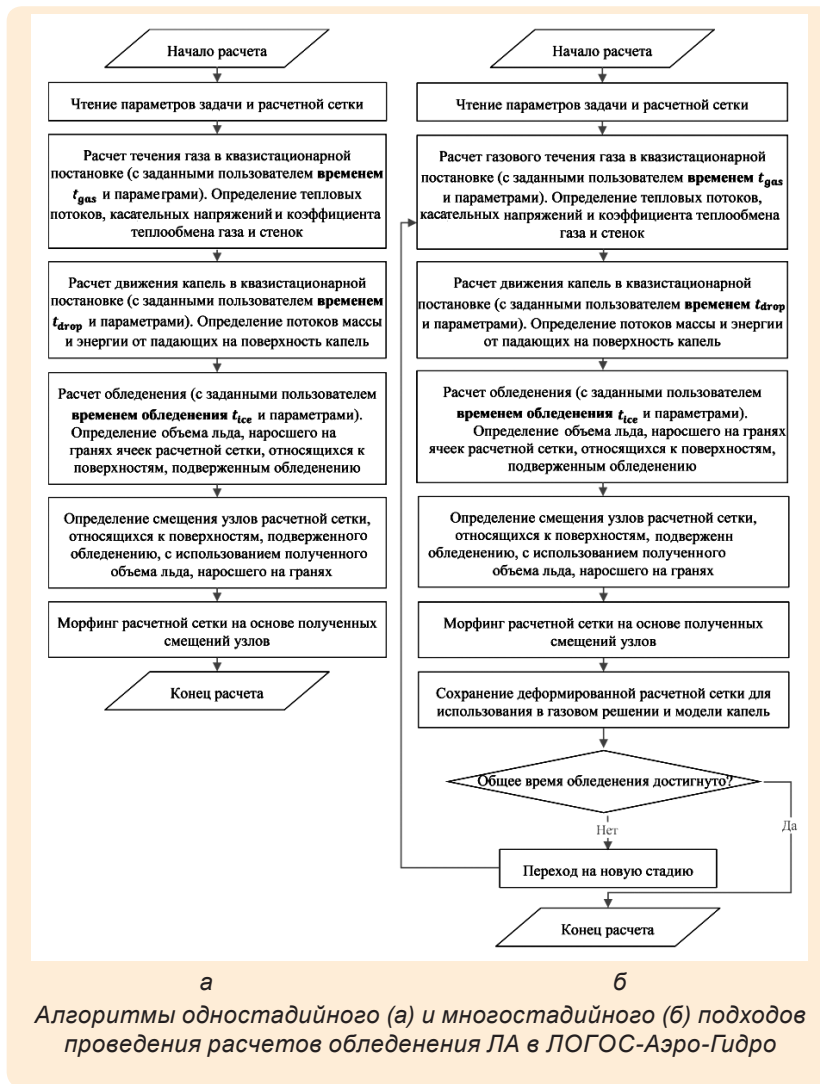 Начало расчета
Чтение параметров задачи и расчетной сетки
Расчет течения газа в квазистационарной
постановке (с заданными пользователем временем
t_gas и параметрами). Определение тепловых
потоков, касательных напряжений и коэффициента
теплообмена газа и стенок
Расчет движения капель в квазистационарной
постановке (с заданными пользователем временем
t_drop и параметрами). Определение потоков массы
и энергии от падающих на поверхность капель
Расчет обледенения (с заданными пользователем
временем обледенения t_ice и параметрами).
Определение объема льда, наросшего на
гранях ячеек расчетной сетки, относящихся к
поверхностям, подверженным обледенению
Определение смещения узлов расчетной сетки,
относящихся к поверхностям, подверженного
обледенению, с использованием полученного
объема льда, наросшего на гранях
Морфинг расчетной сетки на основе полученных
смещений узлов
Конец расчета
Начало расчета
Чтение параметров задачи и расчетной сетки
Расчет газового течения газа в квазистационарной
постановке (с заданными пользователем временем t_gas
и параметрами). Определение тепловых потоков,
касательных напряжений и коэффициента теплообмена
газа и стенок
Расчет движения капель в квазистационарной
постановке (с заданными пользователем временем t_drop
и параметрами). Определение потоков массы и энергии
от падающих на поверхность капель
Расчет обледенения (с заданными пользователем
временем обледенения t_ice и параметрами).
Определение объема льда, наросшего на гранях
ячеек расчетной сетки, относящихся к поверхностям,
подверженным обледенению
Определение смещения узлов расчетной сетки,
относящихся к поверхностям, подверженн
обледенению, с использованием полученного
объема льда, наросшего на гранях
Морфинг расчетной сетки на основе полученных
смещений узлов
Сохранение деформированной расчетной сетки для
использования в газовом решении и модели капель
Общее время обледенения достигнуто?
Нет
Да
Переход на новую стадию
Конец расчета
а
б
Алгоритмы одностадийного (а) и многостадийного (б) подходов
проведения расчетов обледенения ЛА в ЛОГОС-Аэро-Гидро